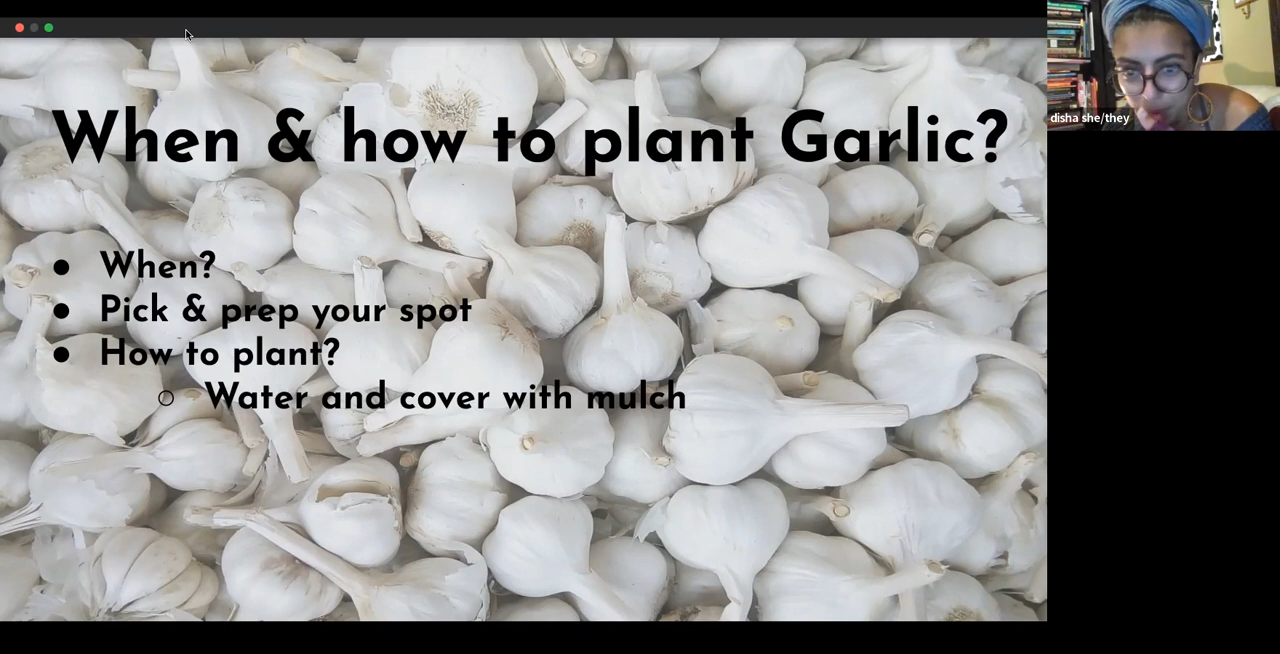 When & how to plant Garlic?
● When?
● Pick & prep your spot
● How to plant?
○ Water and cover with mulch
disha she/they